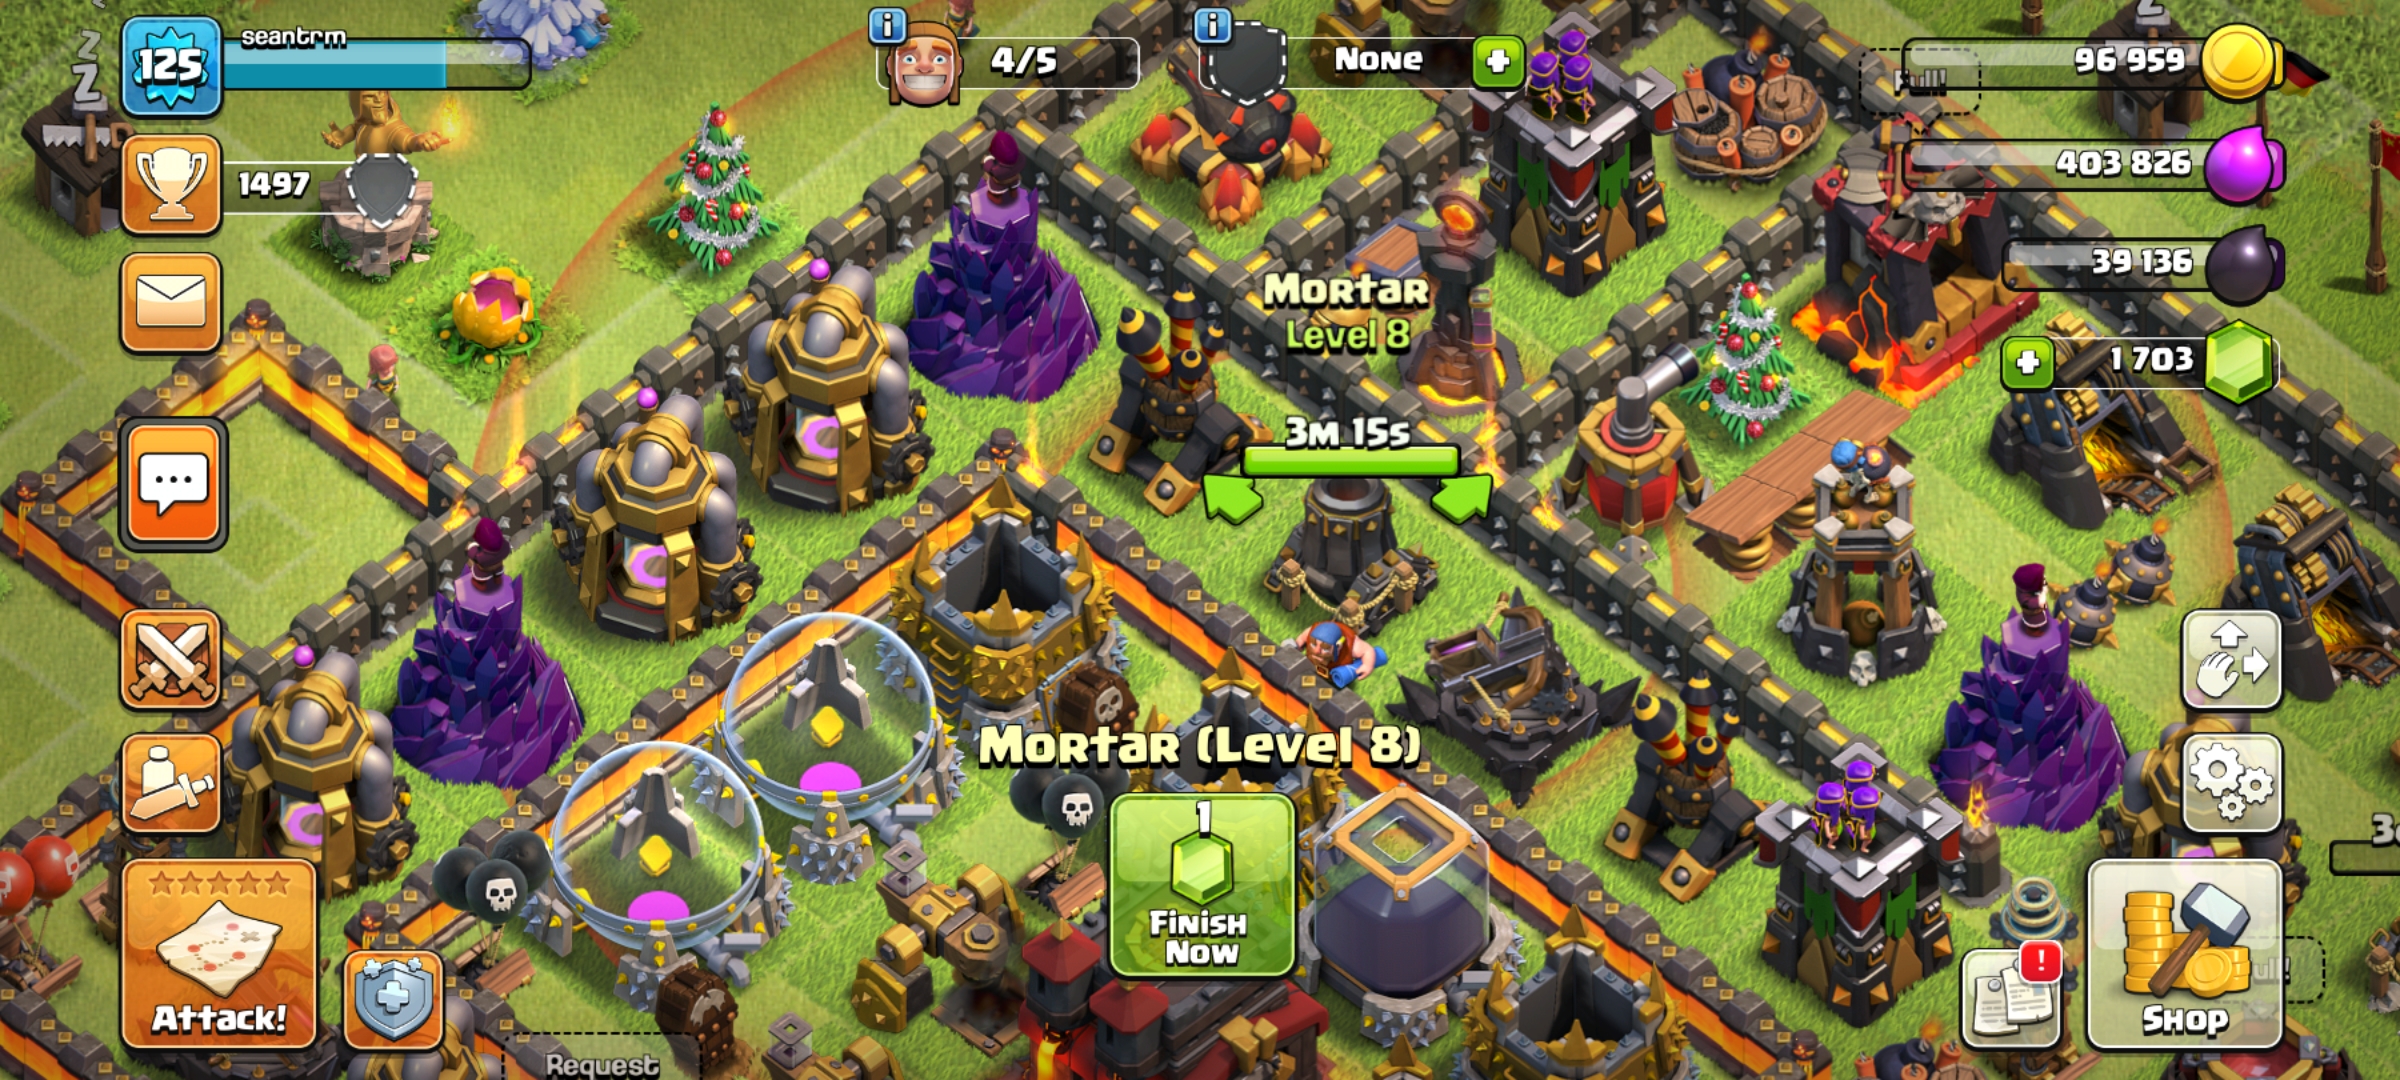 seantrm
125
4/5
None
96 959
Full!
1497
403 826
39 136
Mortar
Level 8
1 703
3m 15s
Mortar (Level 8)
1
Finish
Now
Attack!
!
Shop
Request